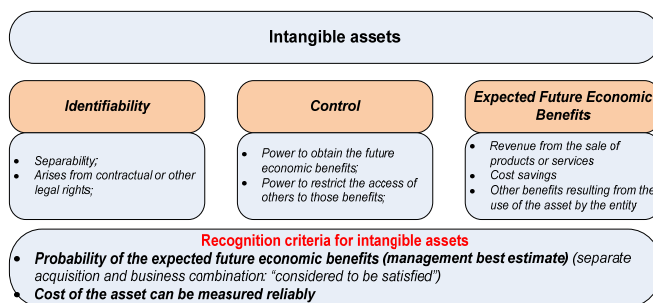 Intangible assets
Identifiability
• Separability;
• Arises from contractual or other
legal rights;
Control
• Power to obtain the future
economic benefits;
• Power to restrict the access of
others to those benefits;
Expected Future Economic
Benefits
• Revenue from the sale of
products or services
• Cost savings
• Other benefits resulting from the
use of the asset by the entity
Recognition criteria for intangible assets
• Probability of the expected future economic benefits (management best estimate) (separate
acquisition and business combination: “considered to be satisfied”)
• Cost of the asset can be measured reliably